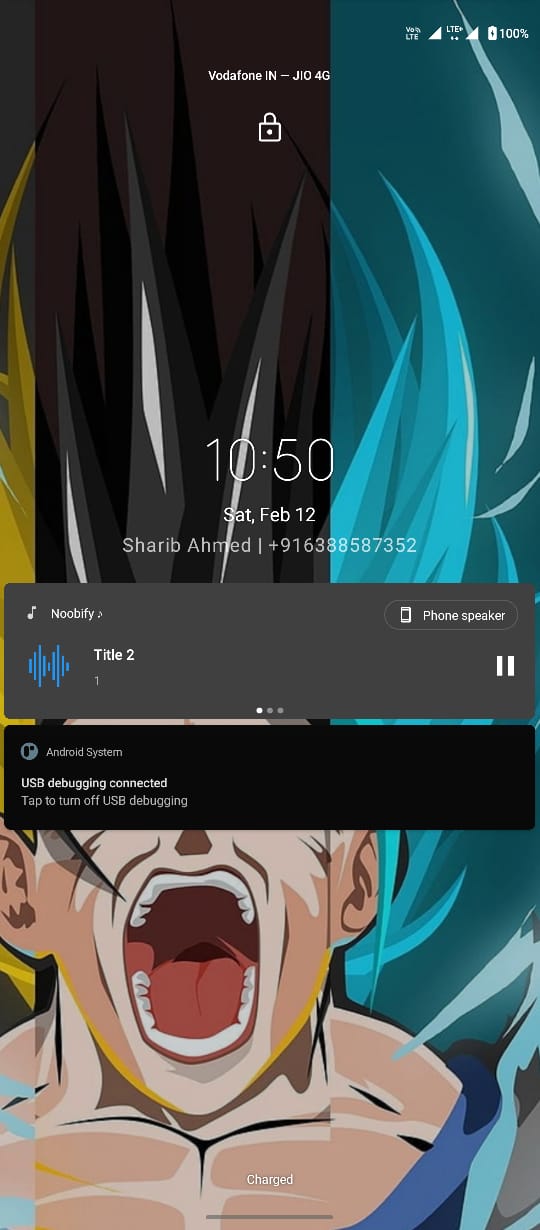 Vo LTE LTE+ 100%
Vodafone IN — JIO 4G
10:50
Sat, Feb 12
Sharib Ahmed | +916388587352
Noobify ♪ Phone speaker
Title 2
1
Android System
USB debugging connected
Tap to turn off USB debugging
Charged